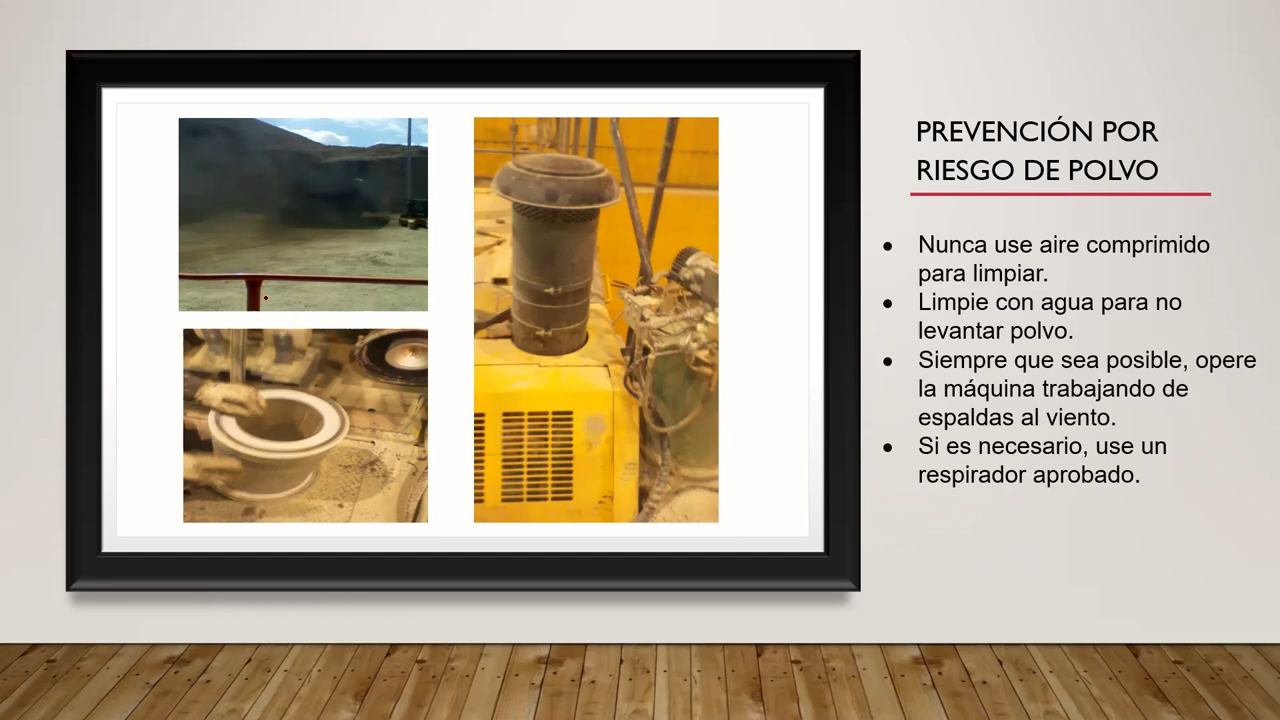 PREVENCIÓN POR
RIESGO DE POLVO
• Nunca use aire comprimido
para limpiar.
• Limpie con agua para no
levantar polvo.
• Siempre que sea posible, opere
la máquina trabajando de
espaldas al viento.
• Si es necesario, use un
respirador aprobado.